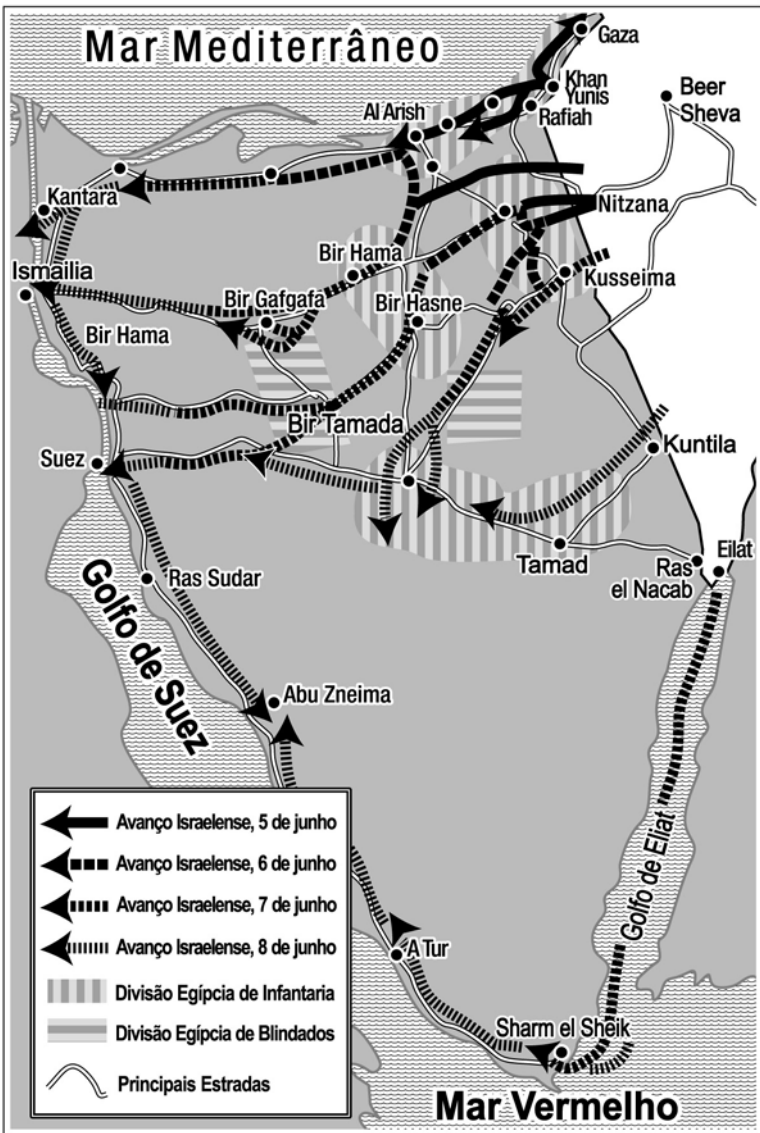 Mar Mediterrâneo
Gaza
Khan
Yunis
Beer
Sheva
Al Arish
Rafiah
Kantara
Nitzana
Ismailia
Bir Hama
Kusseima
Bir Gafgafa
Bir Hasne
Bir Hama
Bir Tamada
Suez
Kuntila
Tamad
Ras
el Nacab
Eilat
Golfo de Suez
Ras Sudar
Abu Zneima
Golfo de Eliat
Avanço Israelense, 5 de junho
Avanço Israelense, 6 de junho
Avanço Israelense, 7 de junho
Avanço Israelense, 8 de junho
Divisão Egípcia de Infantaria
Divisão Egípcia de Blindados
Principais Estradas
A Tur
Sharm el Sheik
Mar Vermelho